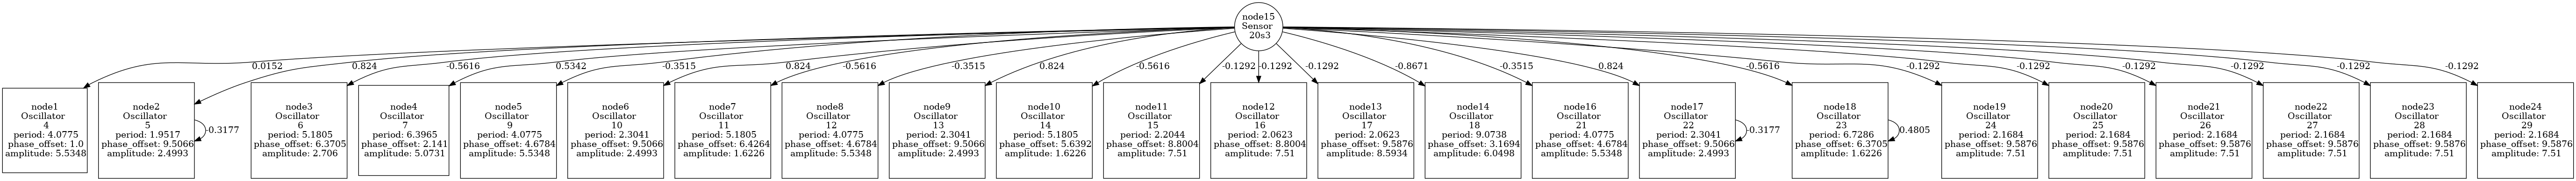 node15
Sensor
20s3
0.0152
0.824
-0.5616
0.5342
-0.3515
0.824
-0.5616
-0.3515
0.824
-0.5616
-0.1292
-0.1292
-0.1292
-0.8671
-0.3515
0.824
-0.5616
-0.1292
-0.1292
-0.1292
-0.1292
-0.1292
-0.1292
node1
Oscillator
4
period: 4.0775
phase_offset: 1.0
amplitude: 5.5348
node2
Oscillator
5
period: 1.9517
phase_offset: 9.5066
amplitude: 2.4993
-0.3177
node3
Oscillator
6
period: 5.1805
phase_offset: 6.3705
amplitude: 2.706
node4
Oscillator
7
period: 6.3965
phase_offset: 2.141
amplitude: 5.0731
node5
Oscillator
9
period: 4.0775
phase_offset: 4.6784
amplitude: 5.5348
node6
Oscillator
10
period: 2.3041
phase_offset: 9.5066
amplitude: 2.4993
node7
Oscillator
11
period: 5.1805
phase_offset: 6.4264
amplitude: 1.6226
node8
Oscillator
12
period: 4.0775
phase_offset: 4.6784
amplitude: 5.5348
node9
Oscillator
13
period: 2.3041
phase_offset: 9.5066
amplitude: 2.4993
node10
Oscillator
14
period: 5.1805
phase_offset: 5.6392
amplitude: 1.6226
node11
Oscillator
15
period: 2.2044
phase_offset: 8.8004
amplitude: 7.51
node12
Oscillator
16
period: 2.0623
phase_offset: 8.8004
amplitude: 7.51
node13
Oscillator
17
period: 2.0623
phase_offset: 9.5876
amplitude: 8.5934
node14
Oscillator
18
period: 9.0738
phase_offset: 3.1694
amplitude: 6.0498
node16
Oscillator
21
period: 4.0775
phase_offset: 4.6784
amplitude: 5.5348
node17
Oscillator
22
period: 2.3041
phase_offset: 9.5066
amplitude: 2.4993
-0.3177
node18
Oscillator
23
period: 6.7286
phase_offset: 6.3705
amplitude: 1.6226
0.4805
node19
Oscillator
24
period: 2.1684
phase_offset: 9.5876
amplitude: 7.51
node20
Oscillator
25
period: 2.1684
phase_offset: 9.5876
amplitude: 7.51
node21
Oscillator
26
period: 2.1684
phase_offset: 9.5876
amplitude: 7.51
node22
Oscillator
27
period: 2.1684
phase_offset: 9.5876
amplitude: 7.51
node23
Oscillator
28
period: 2.1684
phase_offset: 9.5876
amplitude: 7.51
node24
Oscillator
29
period: 2.1684
phase_offset: 9.5876
amplitude: 7.51